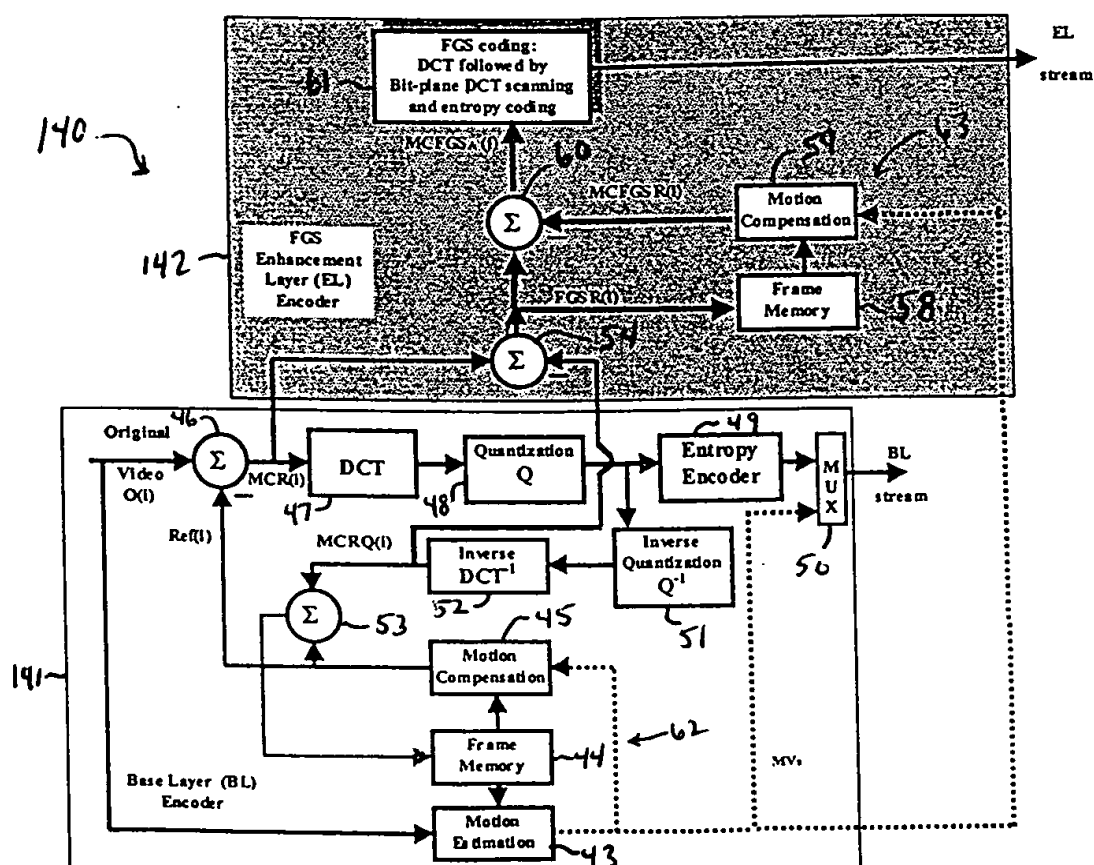 FGS coding:
DCT followed by
Bit-plane DCT scanning
and entropy coding
61
EL
stream
140
MCFGSA(i)
60
59
63
MCFGSR(i)
Motion
Compensation
Σ
142
FGS
Enhancement
Layer (EL)
Encoder
FGSR(i)
Frame
Memory
58
54
Σ
46
Original
Video
O(i)
Σ
MCR(i)
DCT
47
Quantization
Q
48
49
Entropy
Encoder
MUX
50
BL
stream
Ref(i)
MCRQ(i)
Inverse
DCT-1
52
Inverse
Quantization
Q-1
51
Σ
53
45
Motion
Compensation
141
62
Frame
Memory
44
MVs
Base Layer (BL)
Encoder
Motion
Estimation
43